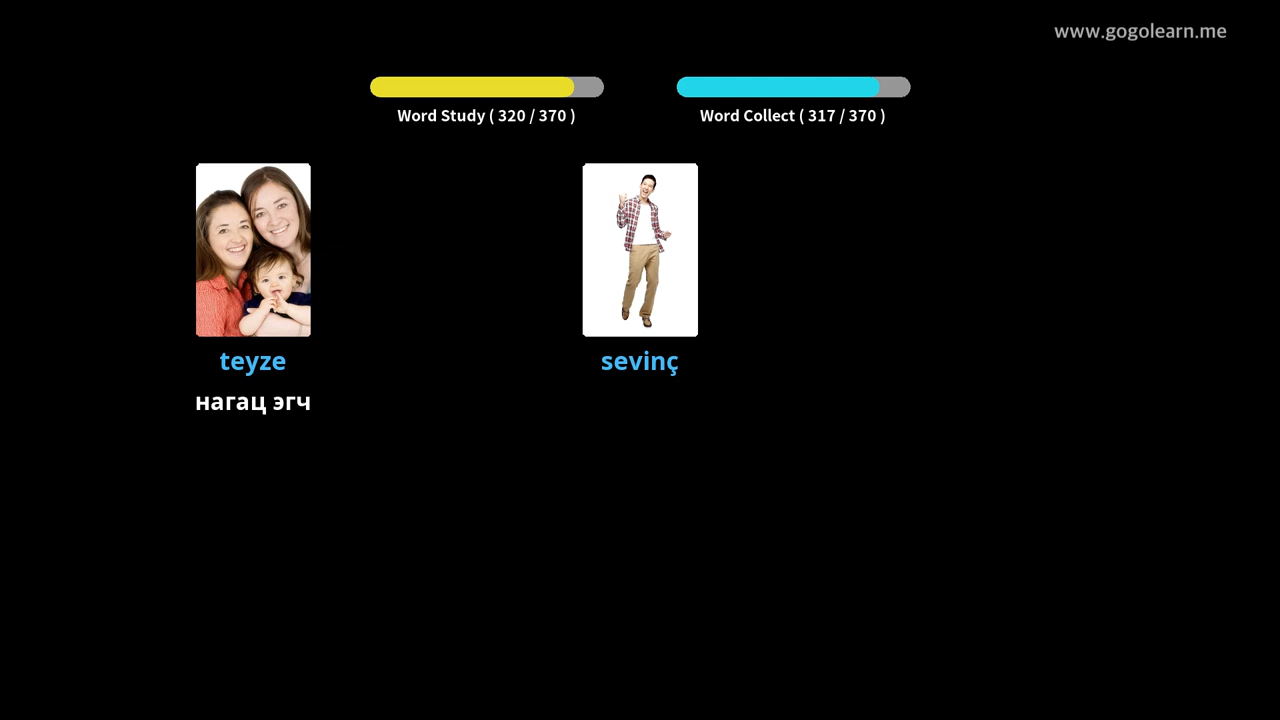 www.gogolearn.me
Word Study ( 320 / 370 )
Word Collect ( 317 / 370 )
teyze
sevinç
нагац эгч